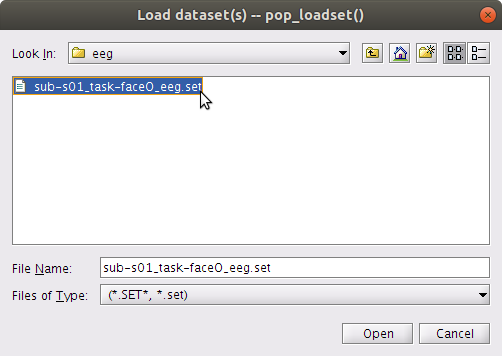 Load dataset(s) -- pop_loadset()
Look In: eeg
sub-s01_task-faceO_eeg.set
File Name: sub-s01_task-faceO_eeg.set
Files of Type: (*.SET*, *.set)
Open Cancel